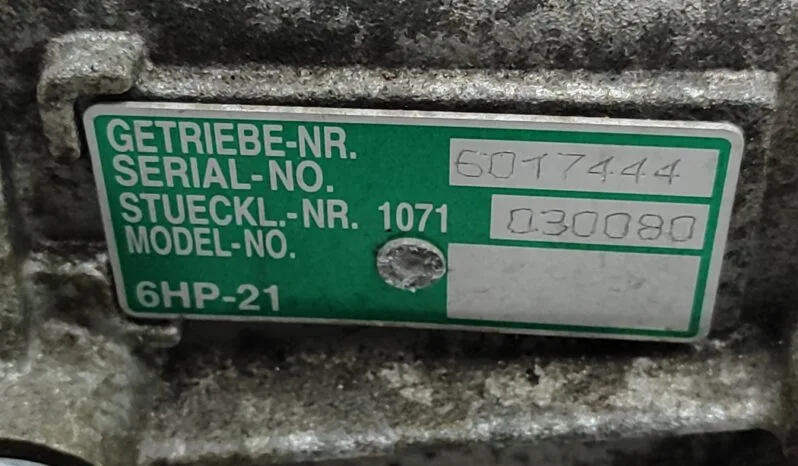 GETRIEBE-NR.
SERIAL-NO. 6017444
STUECKL.-NR. 1071 030080
MODEL-NO.
6HP-21